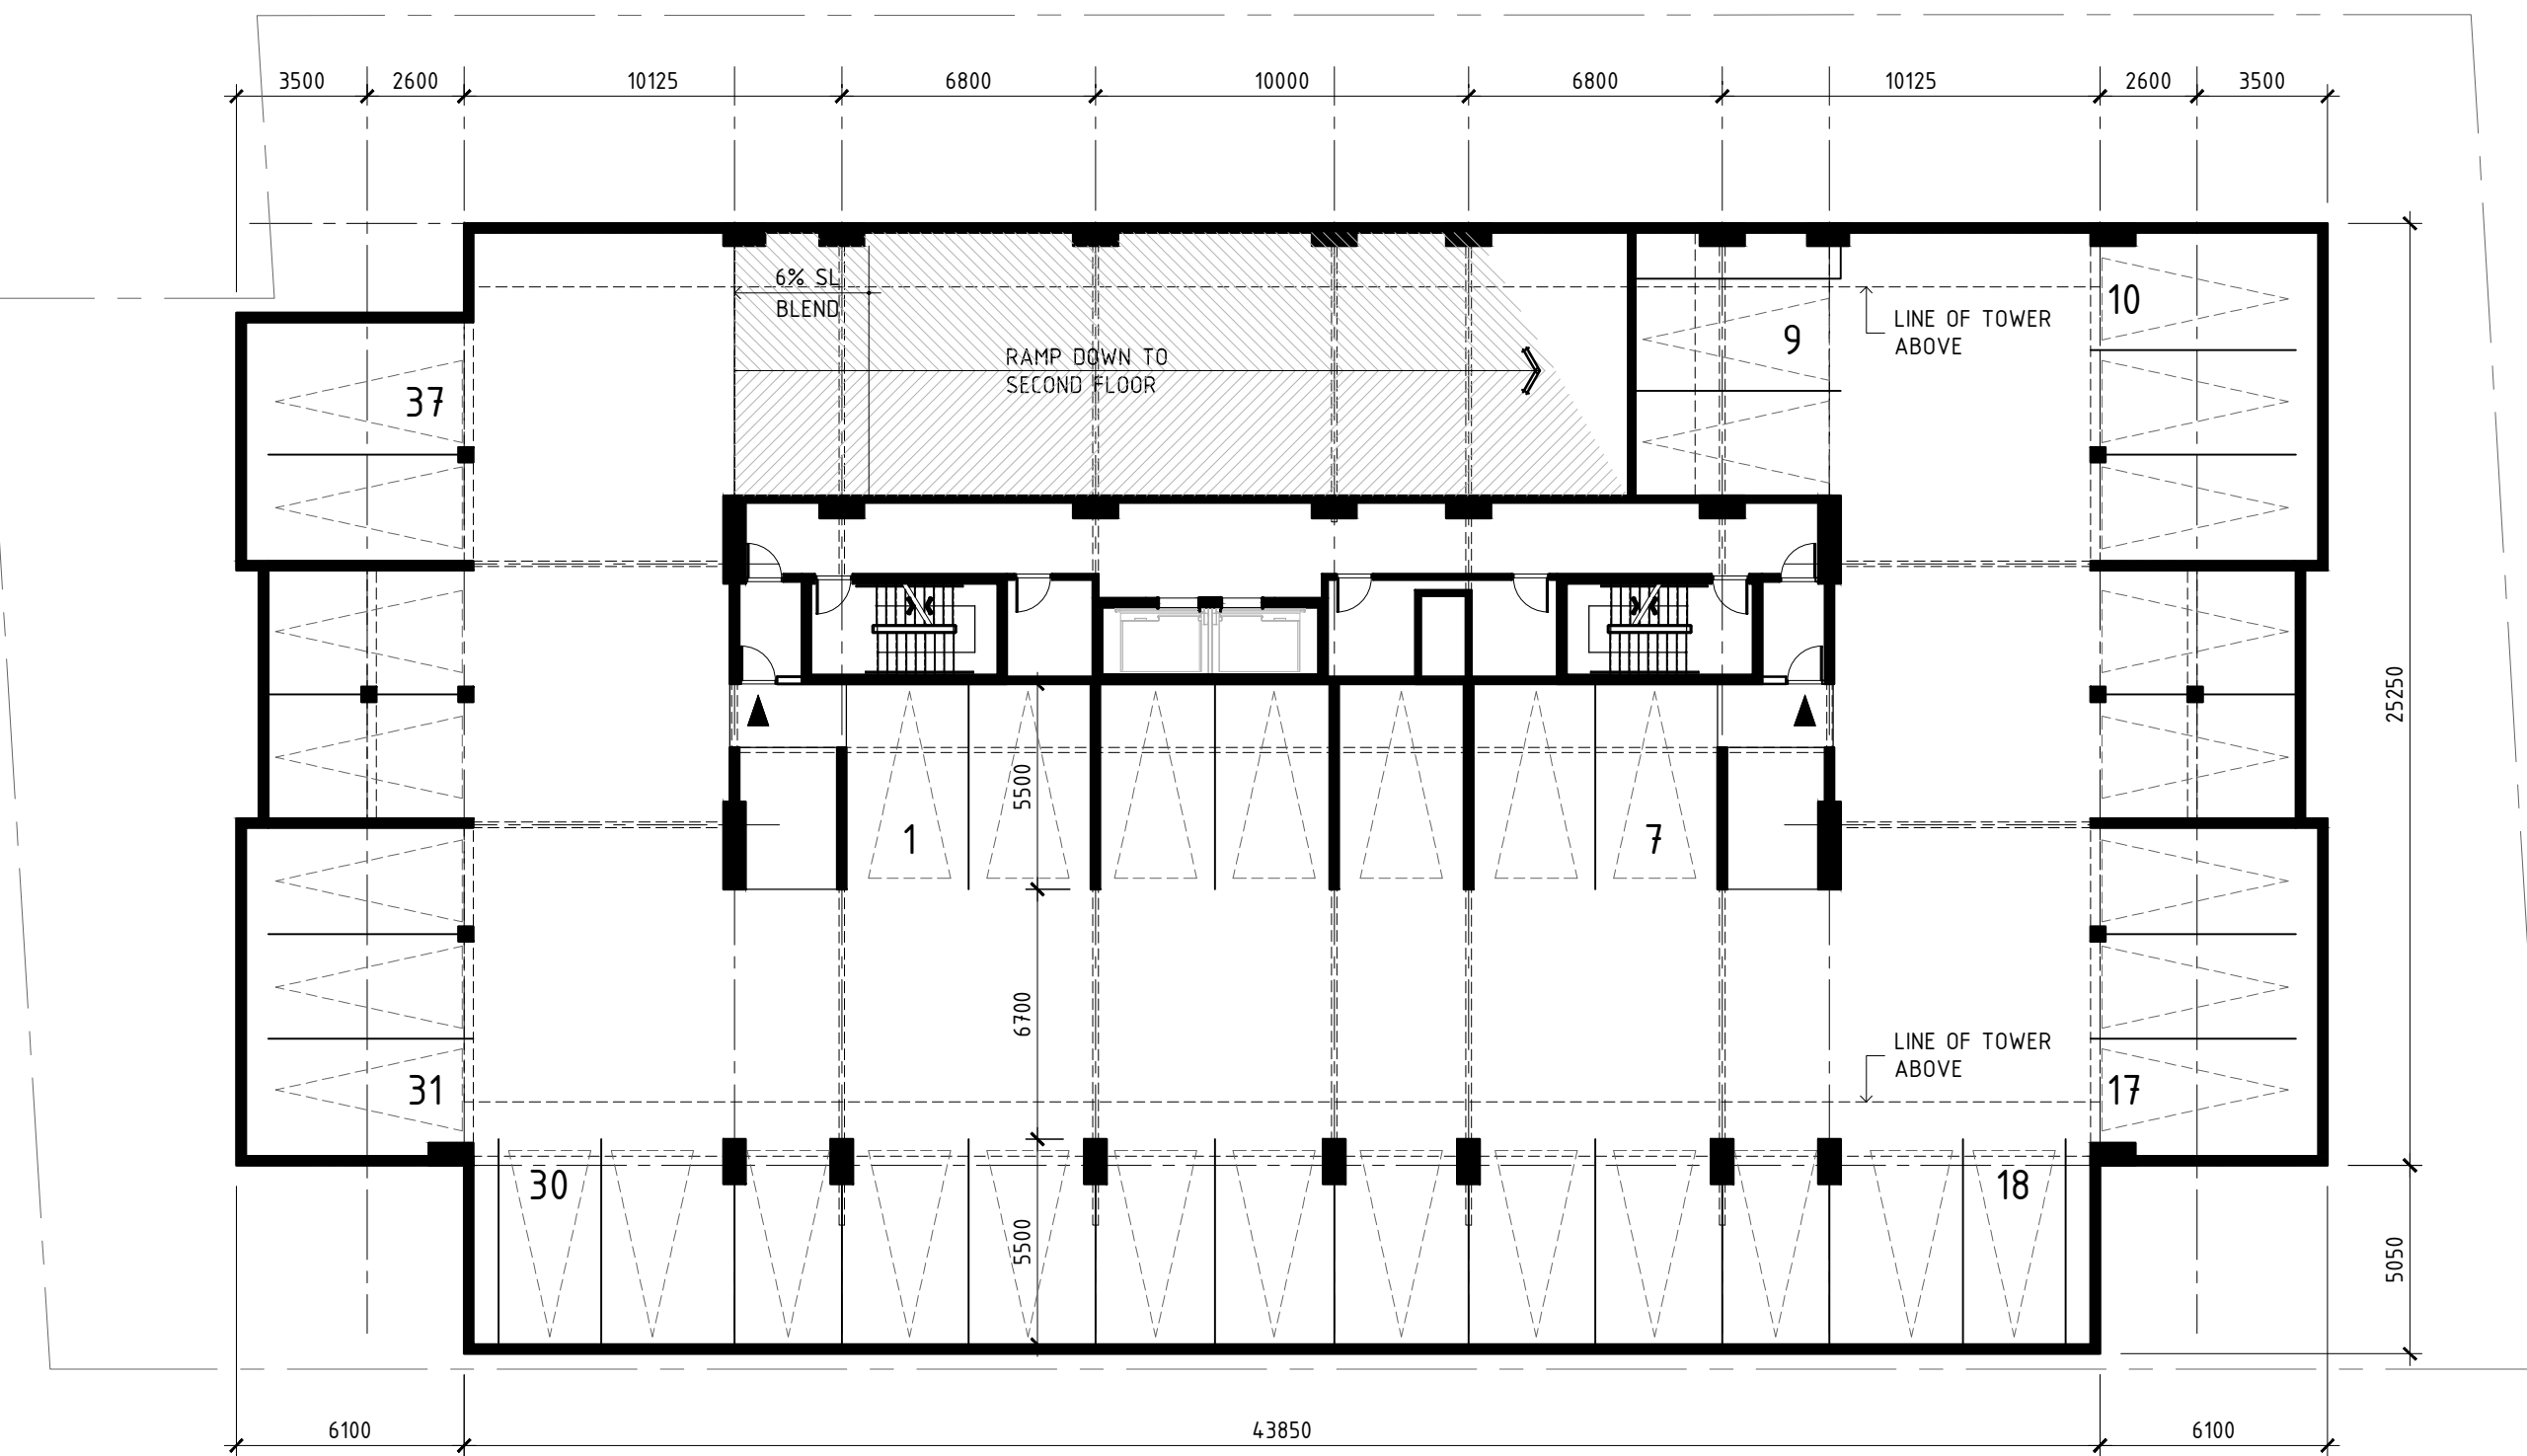 3500 2600 10125 6800 10000 6800 10125 2600 3500
6% SL
BLEND
10
LINE OF TOWER
ABOVE
9
RAMP DOWN TO
SECOND FLOOR
37
25250
5500
1
7
6700
LINE OF TOWER
ABOVE
31
17
30
18
5500
5050
6100 43850 6100